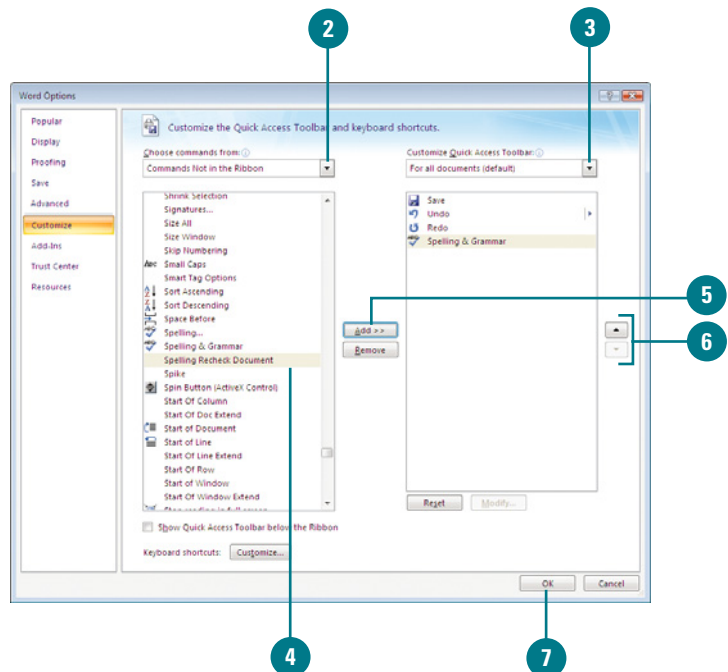 2
3
Word Options
Popular
Display
Proofing
Save
Advanced
Customize
Add-Ins
Trust Center
Resources
Customize the Quick Access Toolbar and keyboard shortcuts.
Choose commands from:
Commands Not in the Ribbon
Shrink Selection
Signatures...
Size All
Size Window
Skip Numbering
Abc Small Caps
Smart Tag Options
Sort Ascending
Sort Descending
Space Before
Spelling...
Spelling & Grammar
Spelling Recheck Document
Spike
Spin Button (ActiveX Control)
Start Of Column
Start Of Doc Extend
Start of Document
Start of Line
Start Of Line Extend
Start Of Row
Start of Window
Start Of Window Extend
Stop reading in full screen
Show Quick Access Toolbar below the Ribbon
Keyboard shortcuts: Customize...
Add >>
Remove
Customize Quick Access Toolbar:
For all documents (default)
Save
Undo
Redo
Spelling & Grammar
Reset Modify...
5
6
OK Cancel
4
7